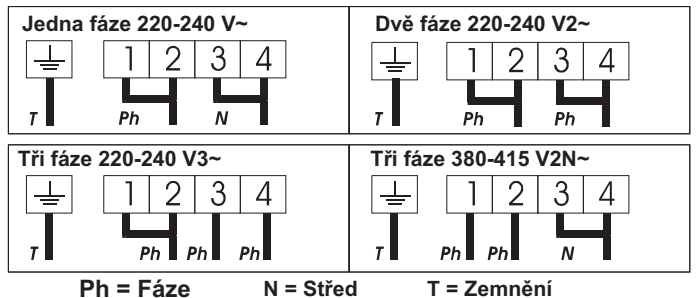 Jedna fáze 220-240 V~
1 2 3 4
T Ph N
Dvě fáze 220-240 V2~
1 2 3 4
T Ph Ph
Tři fáze 220-240 V3~
1 2 3 4
T Ph Ph Ph
Tři fáze 380-415 V2N~
1 2 3 4
T Ph Ph N
Ph = Fáze N = Střed T = Zemnění